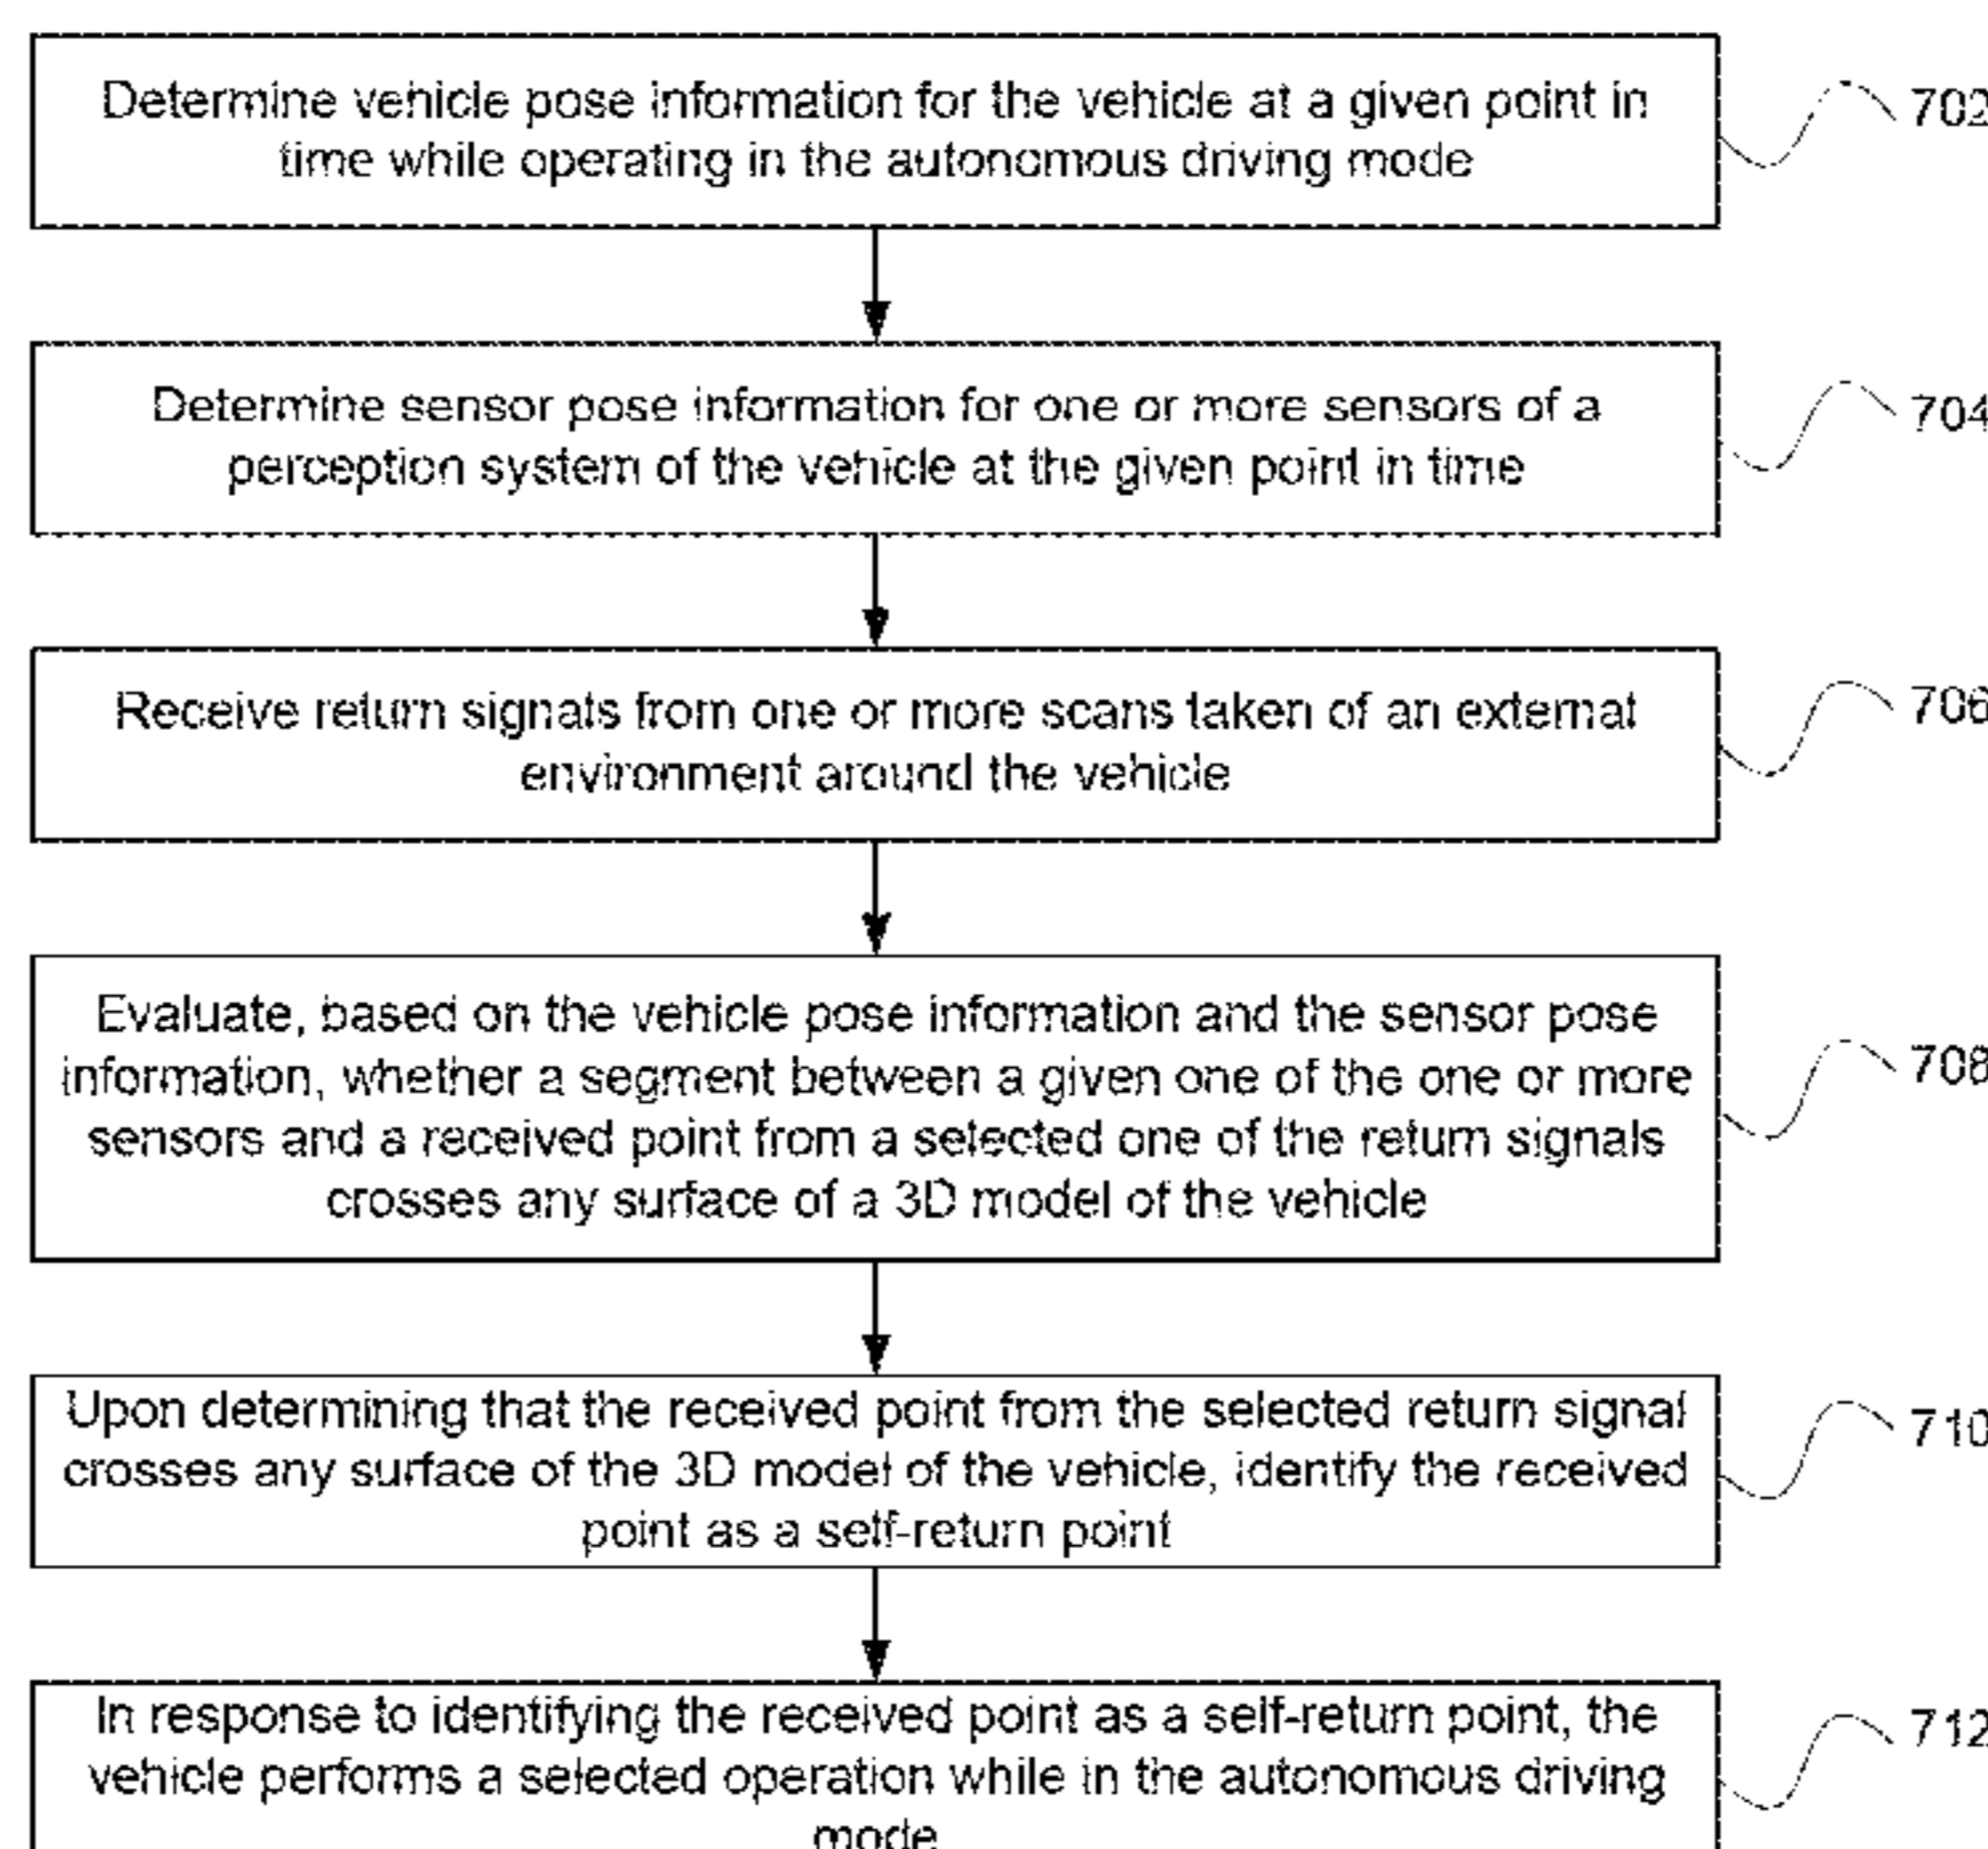 Determine vehicle pose information for the vehicle at a given point in
time while operating in the autonomous driving mode
702
Determine sensor pose information for one or more sensors of a
perception system of the vehicle at the given point in time
704
Receive return signals from one or more scans taken of an external
environment around the vehicle
706
Evaluate, based on the vehicle pose information and the sensor pose
information, whether a segment between a given one of the one or more
sensors and a received point from a selected one of the return signals
crosses any surface of a 3D model of the vehicle
708
Upon determining that the received point from the selected return signal
crosses any surface of the 3D model of the vehicle, identify the received
point as a self-return point
710
In response to identifying the received point as a self-return point, the
vehicle performs a selected operation while in the autonomous driving
mode
712